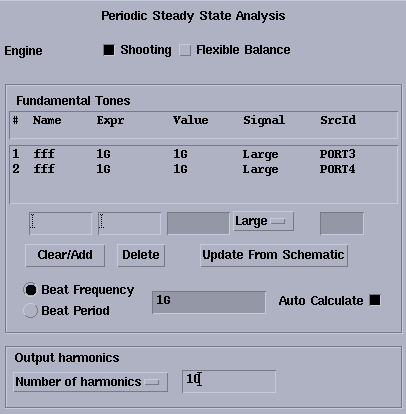 Periodic Steady State Analysis
Engine Shooting Flexible Balance
Fundamental Tones
# Name Expr Value Signal SrcId
1 fff 1G 1G Large PORT3
2 fff 1G 1G Large PORT4
Large
Clear/Add Delete Update From Schematic
Beat Frequency 1G Auto Calculate
Beat Period
Output harmonics
Number of harmonics 10